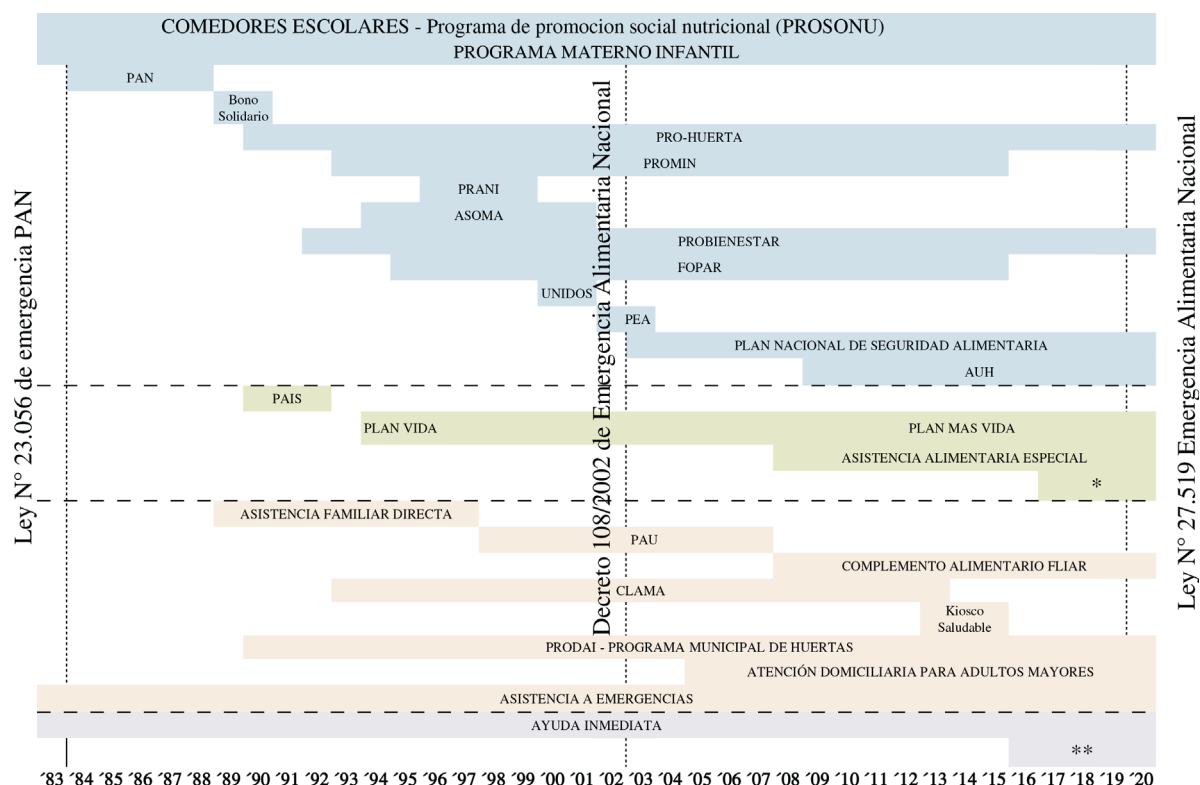 COMEDORES ESCOLARES - Programa de promocion social nutricional (PROSONU)
PROGRAMA MATERNO INFANTIL
PAN
Bono
Solidario
PRO-HUERTA
PROMIN
PRANI
ASOMA
PROBIENESTAR
FOPAR
UNIDOS
PEA
PLAN NACIONAL DE SEGURIDAD ALIMENTARIA
AUH
PAIS
PLAN VIDA
PLAN MAS VIDA
ASISTENCIA ALIMENTARIA ESPECIAL
*
ASISTENCIA FAMILIAR DIRECTA
PAU
COMPLEMENTO ALIMENTARIO FLIAR
CLAMA
Kiosco
Saludable
PRODAI - PROGRAMA MUNICIPAL DE HUERTAS
ATENCIÓN DOMICILIARIA PARA ADULTOS MAYORES
ASISTENCIA A EMERGENCIAS
AYUDA INMEDIATA
**
Ley N° 23.056 de emergencia PAN
Decreto 108/2002 de Emergencia Alimentaria Nacional
Ley N° 27.519 Emergencia Alimentaria Nacional
´83 ´84 ´85 ´86 ´87 ´88 ´89 ´90 ´91 ´92 ´93 ´94 ´95 ´96 ´97 ´98 ´99 ´00 ´01 ´02 ´03 ´04 ´05 ´06 ´07 ´08 ´09 ´10 ´11 ´12 ´13 ´14 ´15 ´16 ´17 ´18 ´19 ´20